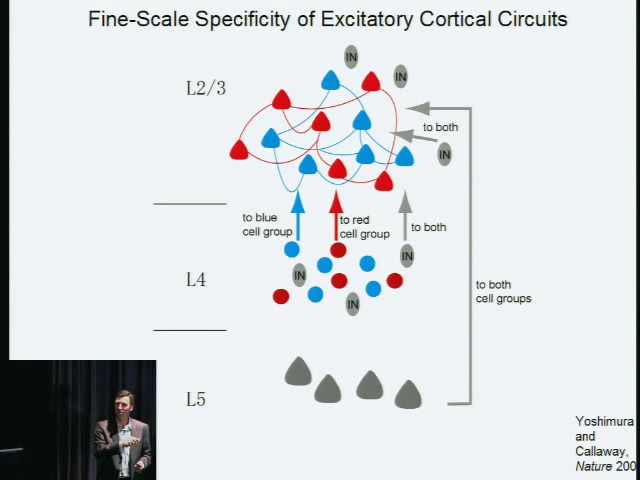 Fine-Scale Specificity of Excitatory Cortical Circuits
IN
L2/3
IN
to both
IN
to blue
cell group
to red
cell group
to both
IN
L4
IN
to both
cell groups
IN
L5
Yoshimura
and
Callaway,
Nature 200